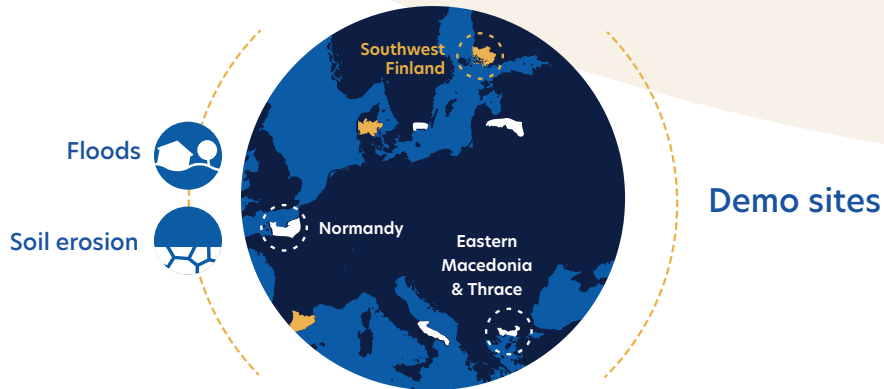 Southwest
Finland
Floods
Soil erosion
Normandy
Eastern
Macedonia
& Thrace
Demo sites